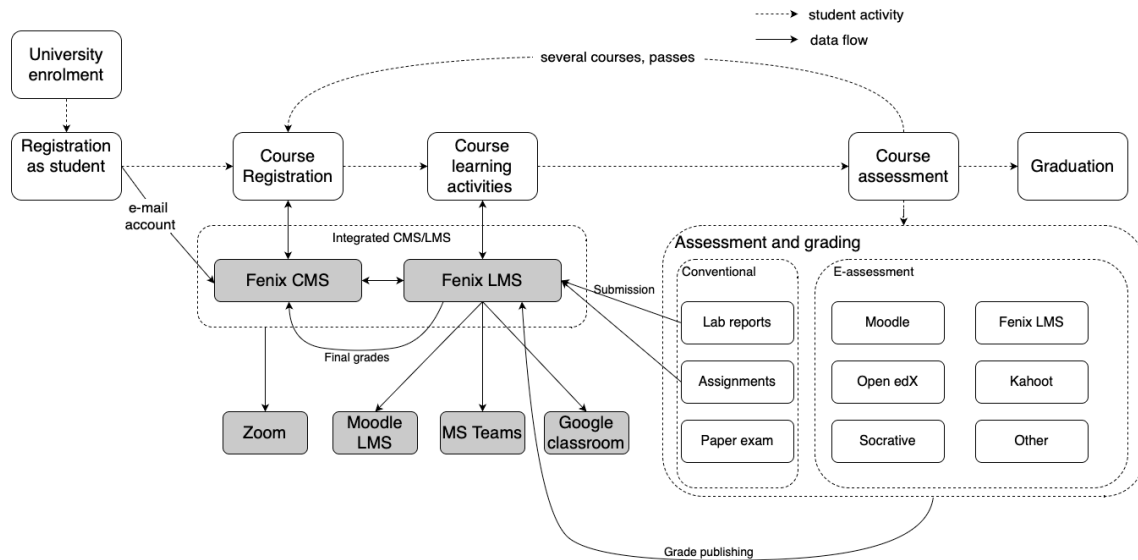 student activity
data flow
University
enrolment
several courses, passes
Registration
as student
Course
Registration
Course
learning
activities
Course
assessment
Graduation
e-mail
account
Integrated CMS/LMS
Fenix CMS
Fenix LMS
Final grades
Zoom
Moodle
LMS
MS Teams
Google
classroom
Submission
Assessment and grading
Conventional
Lab reports
Assignments
Paper exam
E-assessment
Moodle
Fenix LMS
Open edX
Kahoot
Socrative
Other
Grade publishing